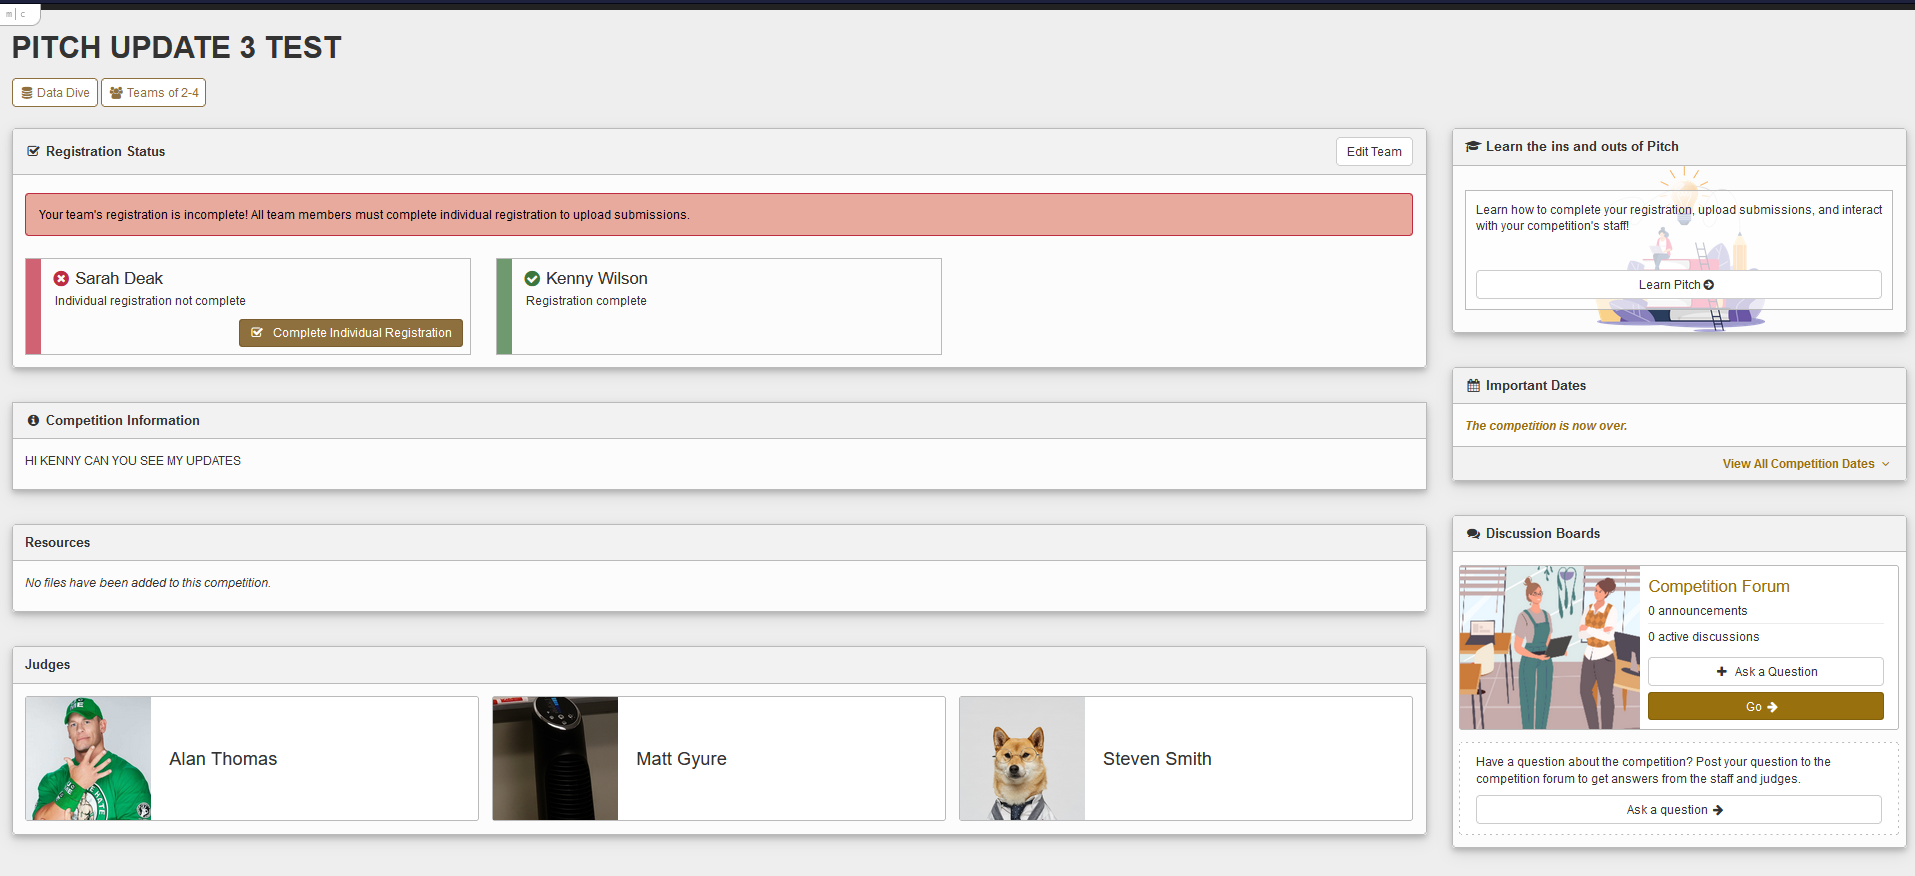 m|c
PITCH UPDATE 3 TEST
Data Dive
Teams of 2-4
Registration Status
Edit Team
Your team's registration is incomplete! All team members must complete individual registration to upload submissions.
Sarah Deak
Individual registration not complete
Complete Individual Registration
Kenny Wilson
Registration complete
Competition Information
HI KENNY CAN YOU SEE MY UPDATES
Resources
No files have been added to this competition.
Judges
Alan Thomas
Matt Gyure
Steven Smith
Learn the ins and outs of Pitch
Learn how to complete your registration, upload submissions, and interact
with your competition's staff!
Learn Pitch
Important Dates
The competition is now over.
View All Competition Dates
Discussion Boards
Competition Forum
0 announcements
0 active discussions
Ask a Question
Go
Have a question about the competition? Post your question to the
competition forum to get answers from the staff and judges.
Ask a question